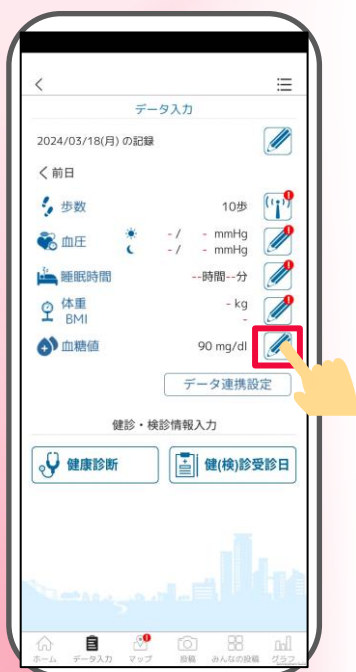 データ入力
2024/03/18(月) の記録
前日
歩数 10歩
血圧 - / - mmHg
- / - mmHg
睡眠時間 --時間--分
体重 - kg
BMI -
血糖値 90 mg/dl
データ連携設定
健診・検診情報入力
健康診断 健(検)診受診日
ホーム データ入力 マップ 投稿 みんなの投稿 グラフ